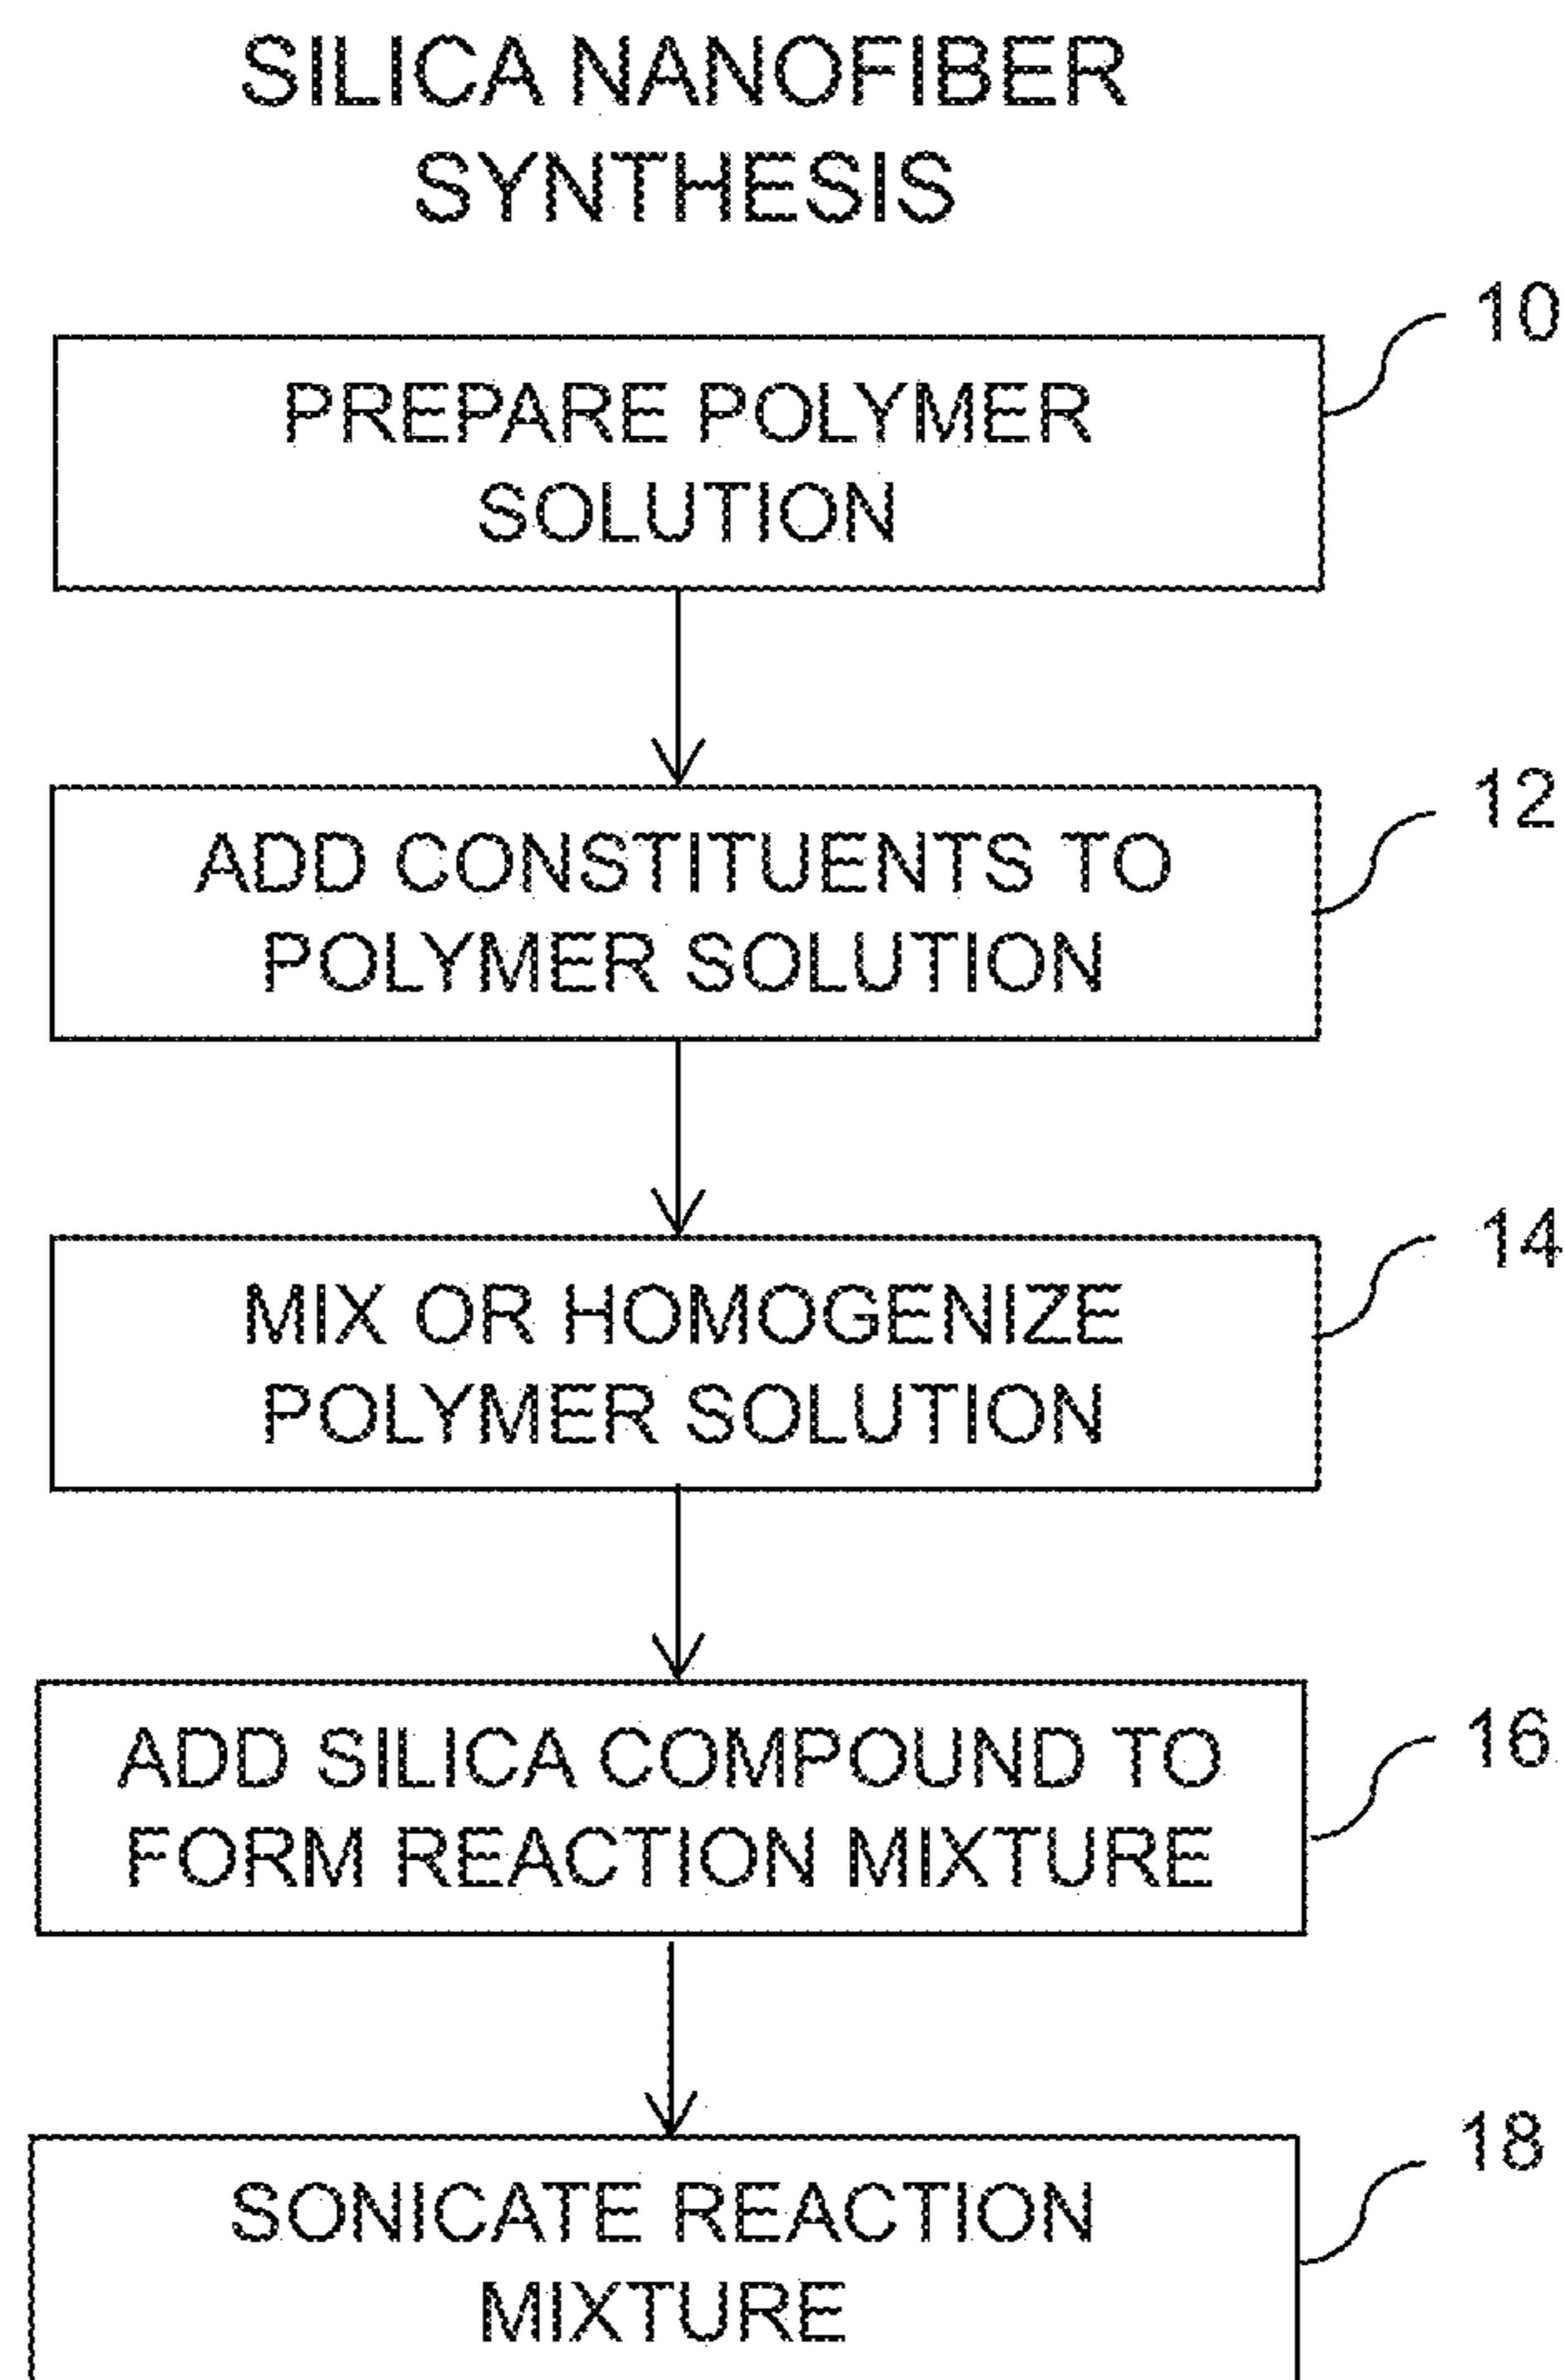 SILICA NANOFIBER
SYNTHESIS
10
PREPARE POLYMER
SOLUTION
12
ADD CONSTITUENTS TO
POLYMER SOLUTION
14
MIX OR HOMOGENIZE
POLYMER SOLUTION
16
ADD SILICA COMPOUND TO
FORM REACTION MIXTURE
18
SONICATE REACTION
MIXTURE